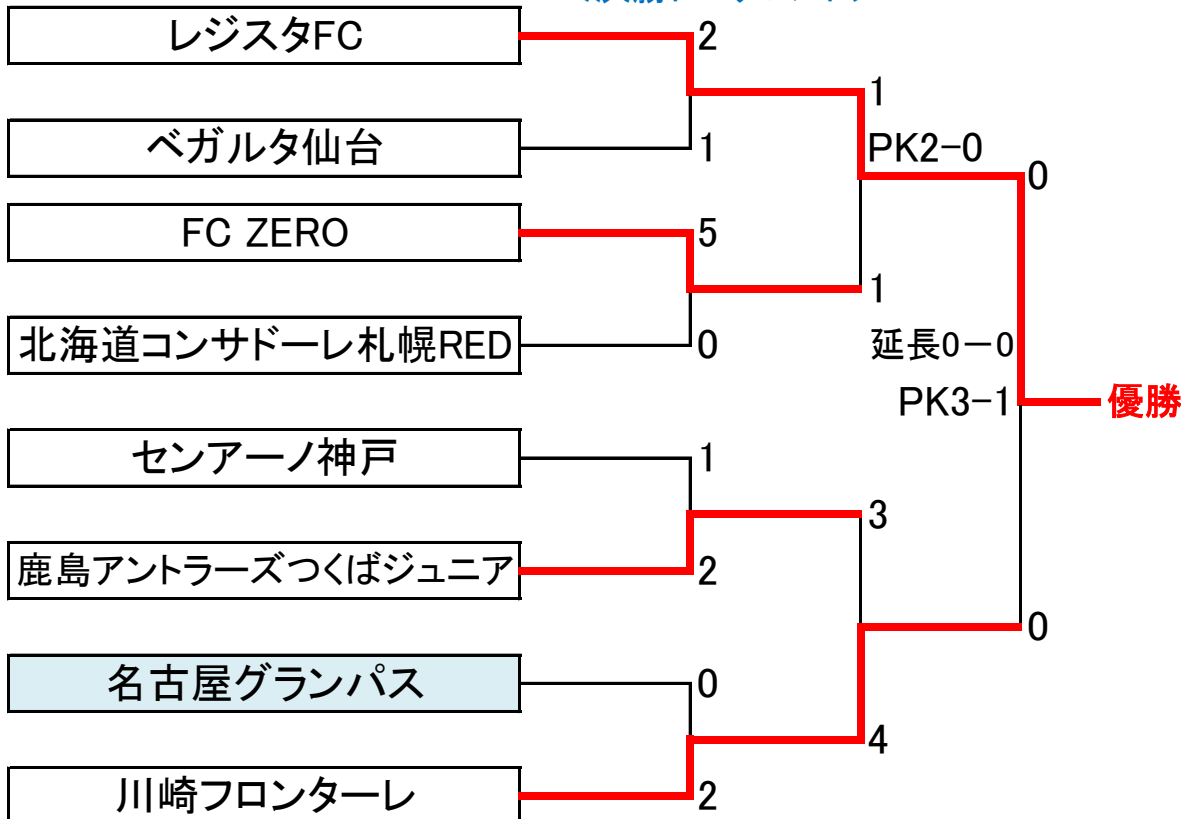 レジスタFC
2
1
ベガルタ仙台
1
PK2-0
0
FC ZERO
5
1
北海道コンサドーレ札幌RED
0
延長0-0
PK3-1
優勝
センアーノ神戸
1
3
鹿島アントラーズつくばジュニア
2
0
名古屋グランパス
0
4
川崎フロンターレ
2